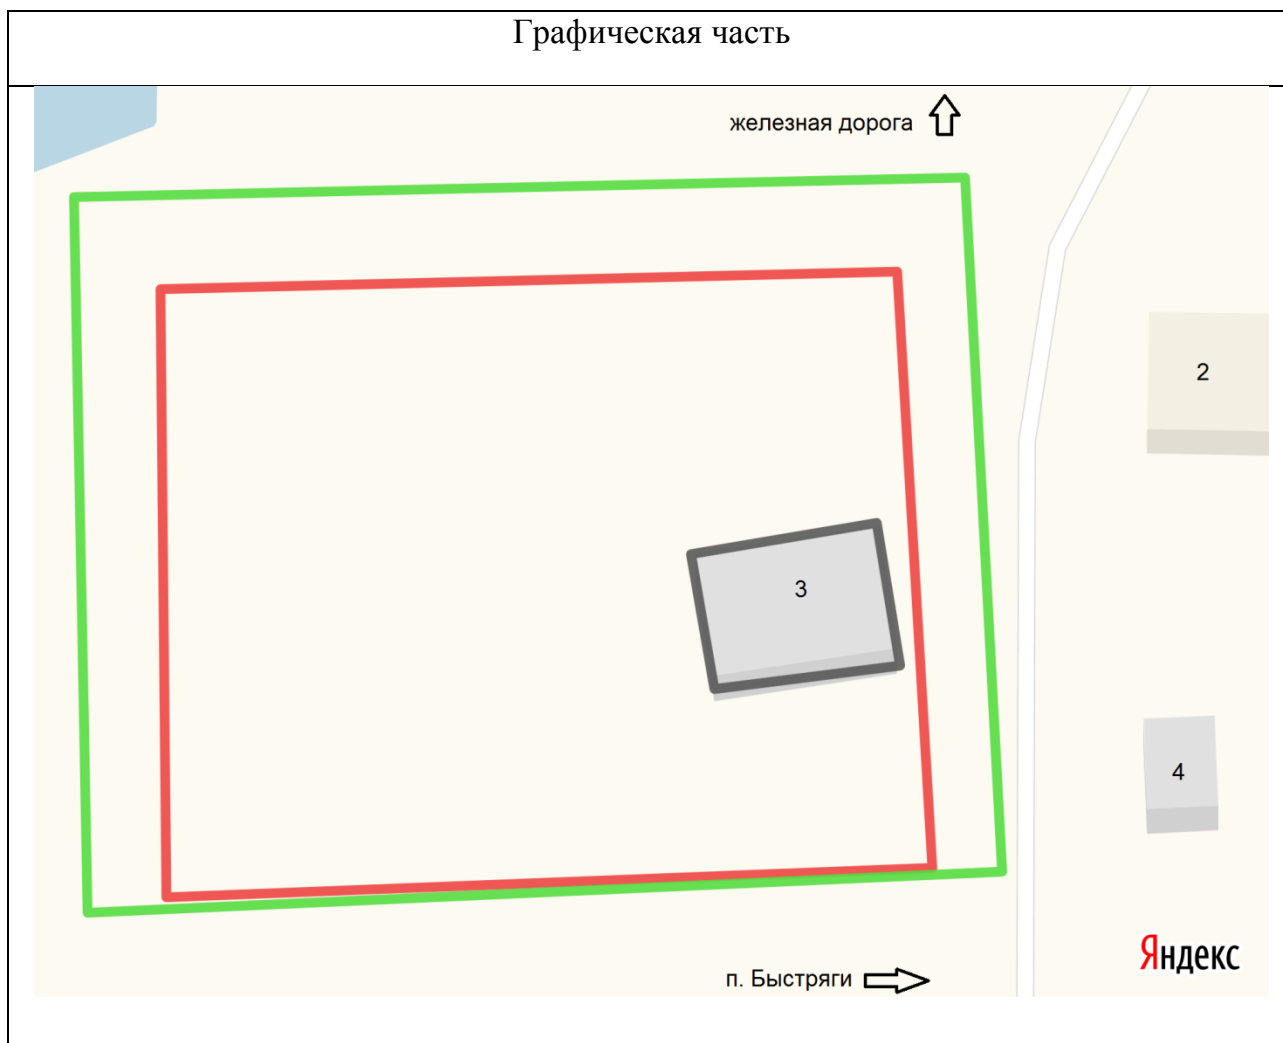 Графическая часть
железная дорога
2
3
4
Яндекс
п. Быстряги